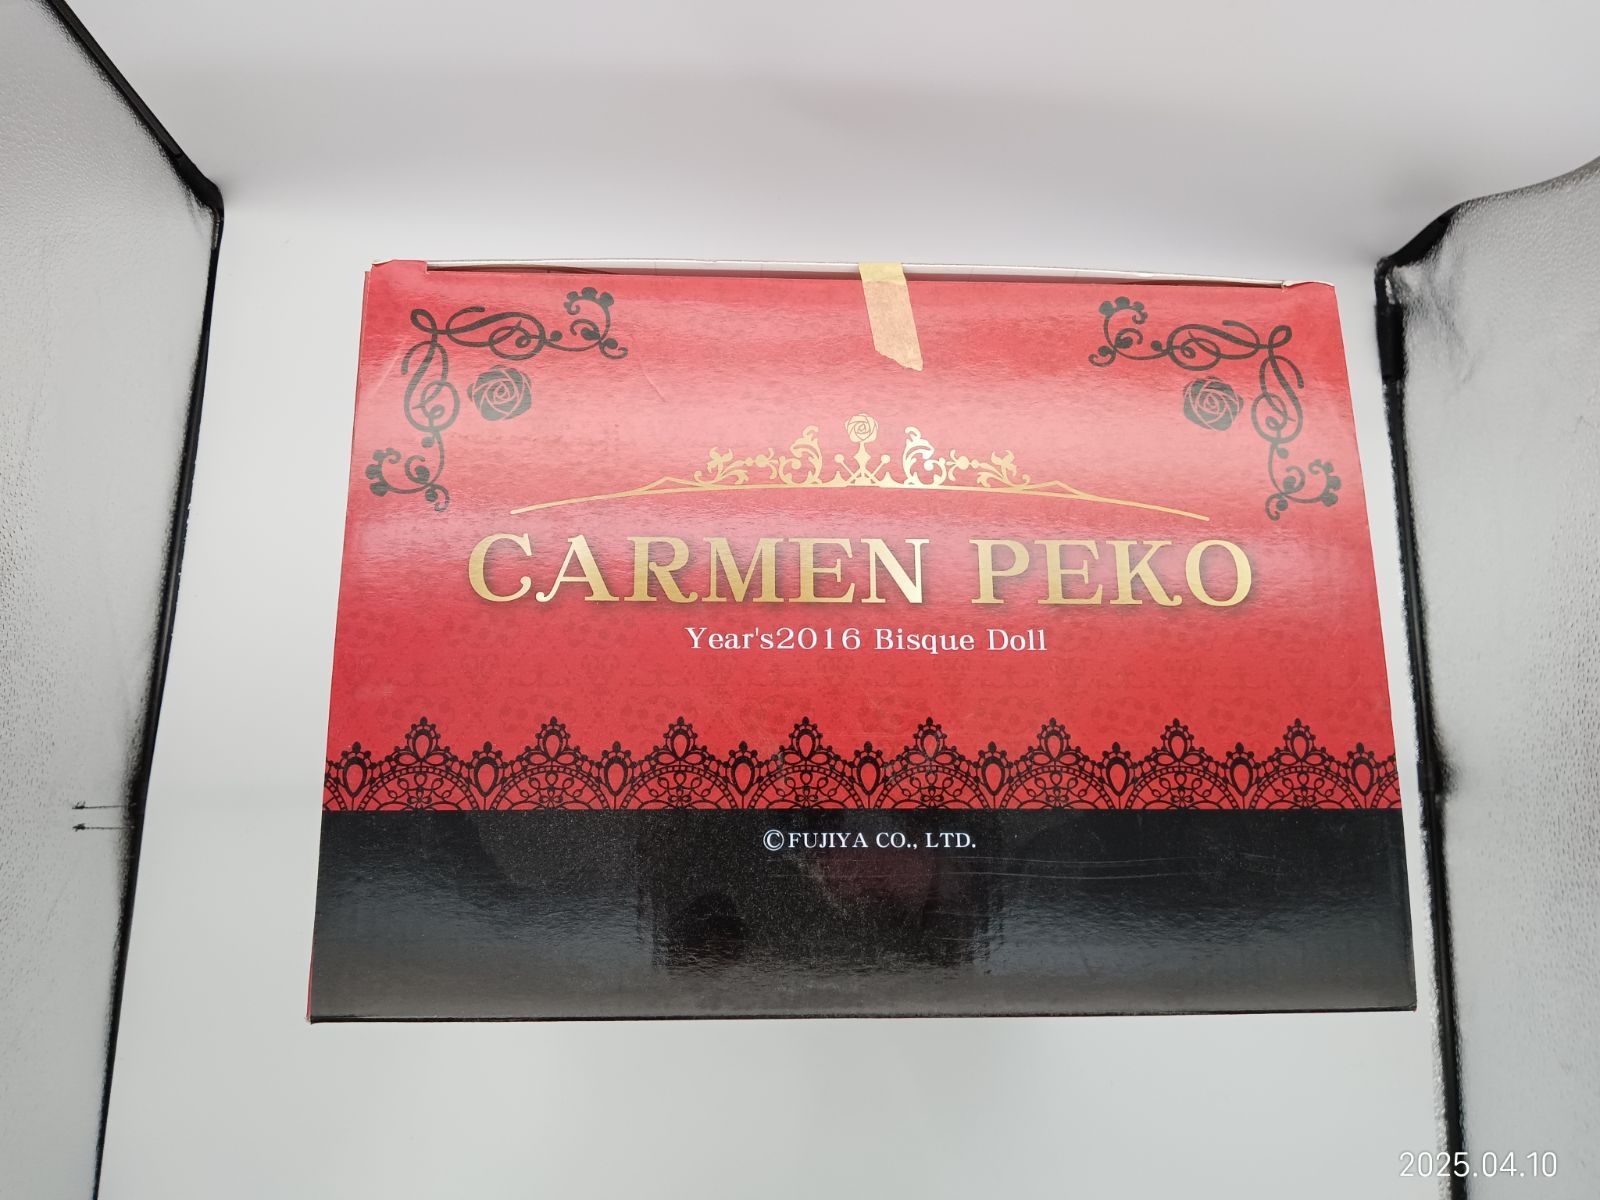 CARMEN PEKO
Year's2016 Bisque Doll
©FUJIYA CO., LTD.
2025.04.10